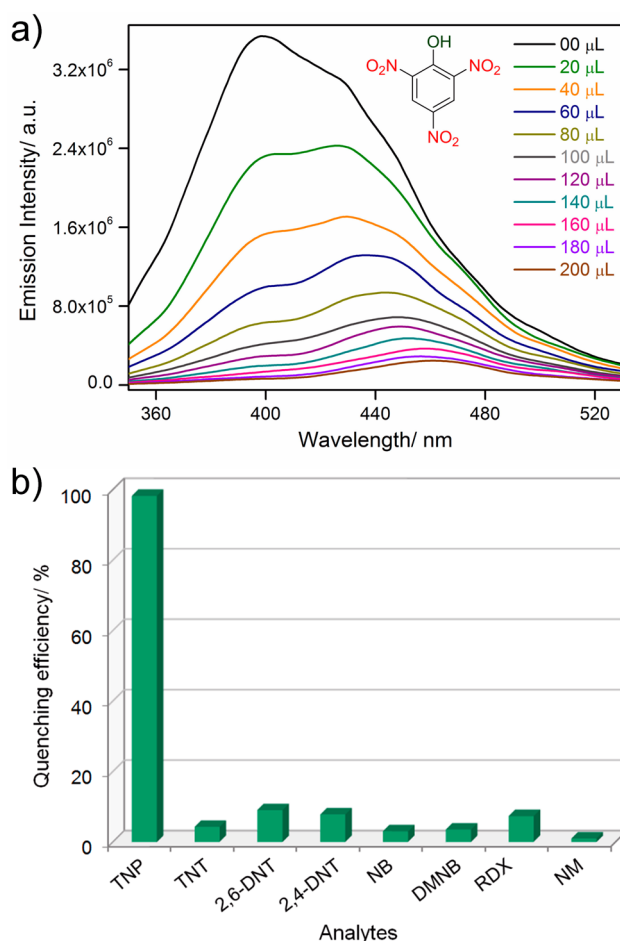 a)
Emission Intensity/ a.u.
3.2x10⁶
2.4x10⁶
1.6x10⁶
8.0x10⁵
0.0
360 400 440 480 520
Wavelength/ nm
OH
O₂N NO₂
NO₂
00 μL
20 μL
40 μL
60 μL
80 μL
100 μL
120 μL
140 μL
160 μL
180 μL
200 μL
b)
Quenching efficiency/ %
100
80
60
40
20
0
TNP TNT 2,6-DNT 2,4-DNT NB DMNB RDX NM
Analytes